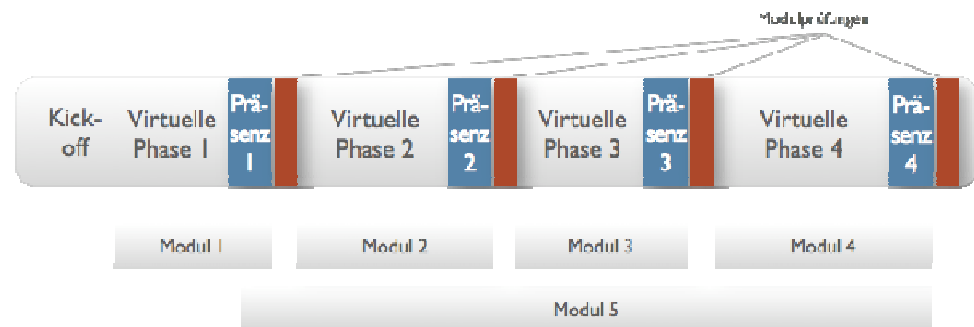 Modulprüfungen
Kick-
off
Virtuelle
Phase 1
Prä-
senz
1
Virtuelle
Phase 2
Prä-
senz
2
Virtuelle
Phase 3
Prä-
senz
3
Virtuelle
Phase 4
Prä-
senz
4
Modul 1
Modul 2
Modul 3
Modul 4
Modul 5